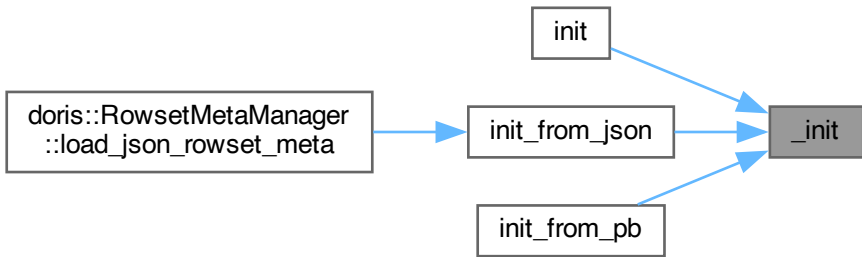 init
doris::RowsetMetaManager
::load_json_rowset_meta
init_from_json
_init
init_from_pb